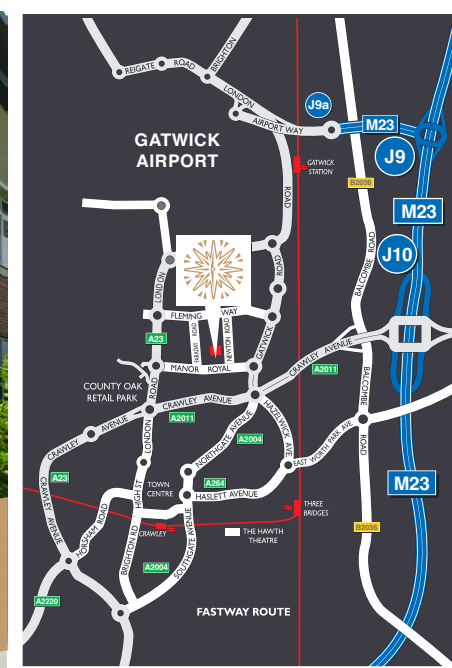 BRIGHTON
REIGATE ROAD
LONDON
J9a
AIRPORT WAY
M23
GATWICK
AIRPORT
J9
GATWICK
STATION
ROAD
B2036
M23
BALCOMBE ROAD
J10
LONDON
ROAD
FLEMING WAY
FARADAY ROAD
NEWTON ROAD
A23
GATWICK
CRAWLEY AVENUE
MANOR ROYAL
A2011
COUNTY OAK
RETAIL PARK
ROAD
BALCOMBE
CRAWLEY AVENUE
A2011
CRAWLEY AVENUE
LONDON
NORTHGATE AVENUE
A2004
HAZELWICK AVE
EAST WORTH PARK AVE
ROAD
A23
A264
TOWN
CENTRE
HASLETT AVENUE
M23
CRAWLEY AVENUE
HORSHAM ROAD
HIGH ST
THREE
BRIDGES
CRAWLEY
THE HAWTH
THEATRE
B2036
BRIGHTON RD
SOUTHGATE AVENUE
A2004
A2220
FASTWAY ROUTE